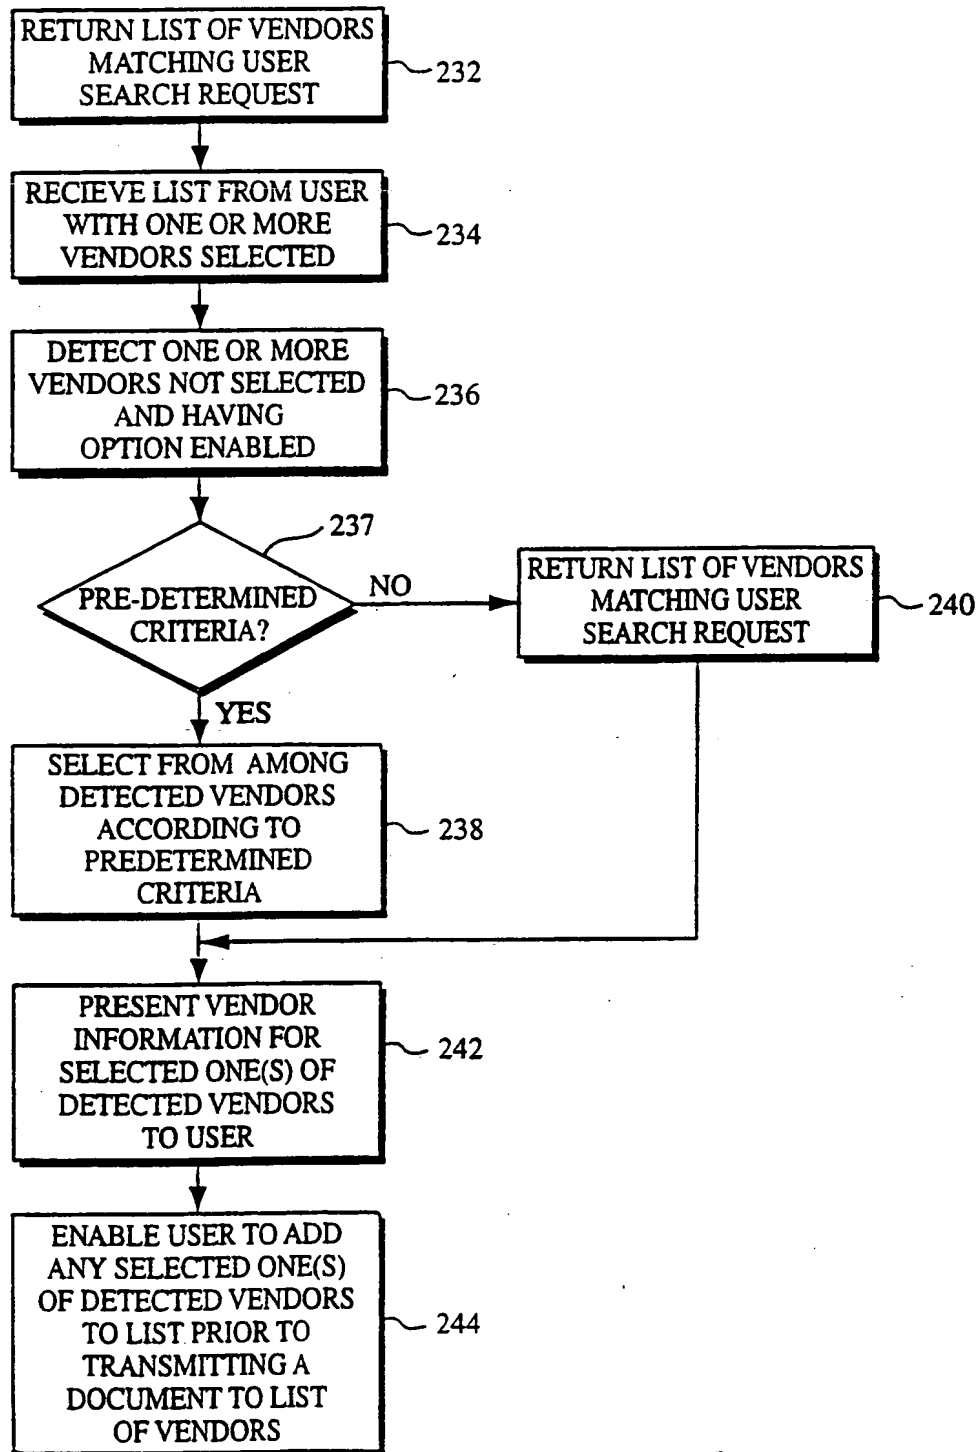 RETURN LIST OF VENDORS
MATCHING USER
SEARCH REQUEST
232
RECIEVE LIST FROM USER
WITH ONE OR MORE
VENDORS SELECTED
234
DETECT ONE OR MORE
VENDORS NOT SELECTED
AND HAVING
OPTION ENABLED
236
237
PRE-DETERMINED
CRITERIA?
NO
RETURN LIST OF VENDORS
MATCHING USER
SEARCH REQUEST
240
YES
SELECT FROM AMONG
DETECTED VENDORS
ACCORDING TO
PREDETERMINED
CRITERIA
238
PRESENT VENDOR
INFORMATION FOR
SELECTED ONE(S) OF
DETECTED VENDORS
TO USER
242
ENABLE USER TO ADD
ANY SELECTED ONE(S)
OF DETECTED VENDORS
TO LIST PRIOR TO
TRANSMITTING A
DOCUMENT TO LIST
OF VENDORS
244